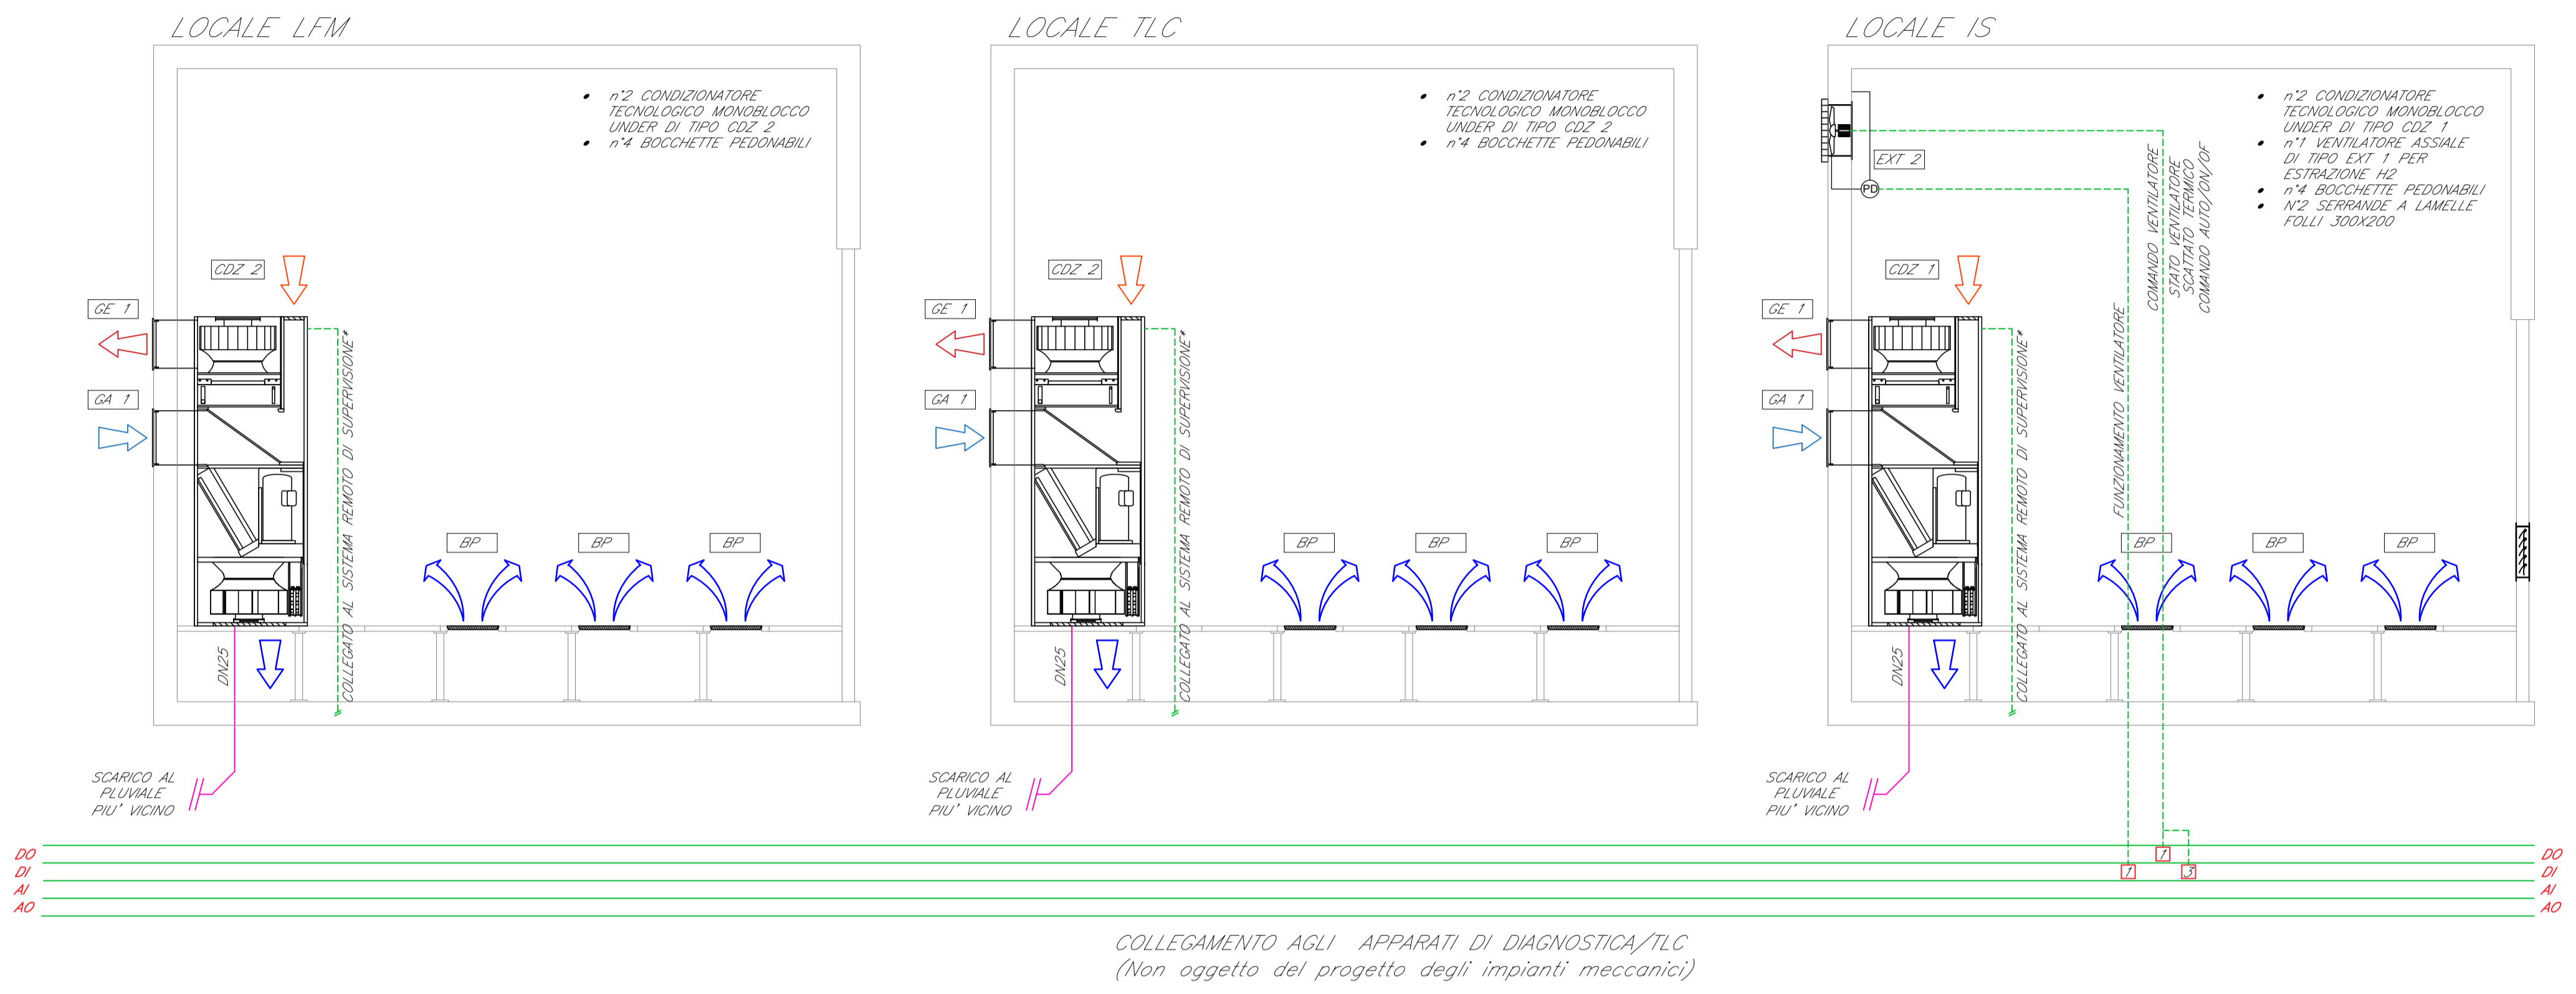 LOCALE LFM
• n°2 CONDIZIONATORE
TECNOLOGICO MONOBLOCCO
UNDER DI TIPO CDZ 2
• n°4 BOCCHETTE PEDONABILI
CDZ 2
GE 1
GA 1
COLLEGATO AL SISTEMA REMOTO DI SUPERVISIONE*
BP
BP
BP
DN25
SCARICO AL
PLUVIALE
PIU' VICINO
LOCALE TLC
• n°2 CONDIZIONATORE
TECNOLOGICO MONOBLOCCO
UNDER DI TIPO CDZ 2
• n°4 BOCCHETTE PEDONABILI
CDZ 2
GE 1
GA 1
COLLEGATO AL SISTEMA REMOTO DI SUPERVISIONE*
BP
BP
BP
DN25
SCARICO AL
PLUVIALE
PIU' VICINO
LOCALE IS
• n°2 CONDIZIONATORE
TECNOLOGICO MONOBLOCCO
UNDER DI TIPO CDZ 1
• n°1 VENTILATORE ASSIALE
DI TIPO EXT 1 PER
ESTRAZIONE H2
• n°4 BOCCHETTE PEDONABILI
• N°2 SERRANDE A LAMELLE
FOLLI 300X200
EXT 2
PD
COMANDO VENTILATORE
STATO VENTILATORE
SCATTATO TERMICO
COMANDO AUTO/ON/OF
FUNZIONAMENTO VENTILATORE
CDZ 1
GE 1
GA 1
COLLEGATO AL SISTEMA REMOTO DI SUPERVISIONE*
BP
BP
BP
DN25
SCARICO AL
PLUVIALE
PIU' VICINO
DO
DI
AI
AO
1
1
3
DO
DI
AI
AO
COLLEGAMENTO AGLI APPARATI DI DIAGNOSTICA/TLC
(Non oggetto del progetto degli impianti meccanici)